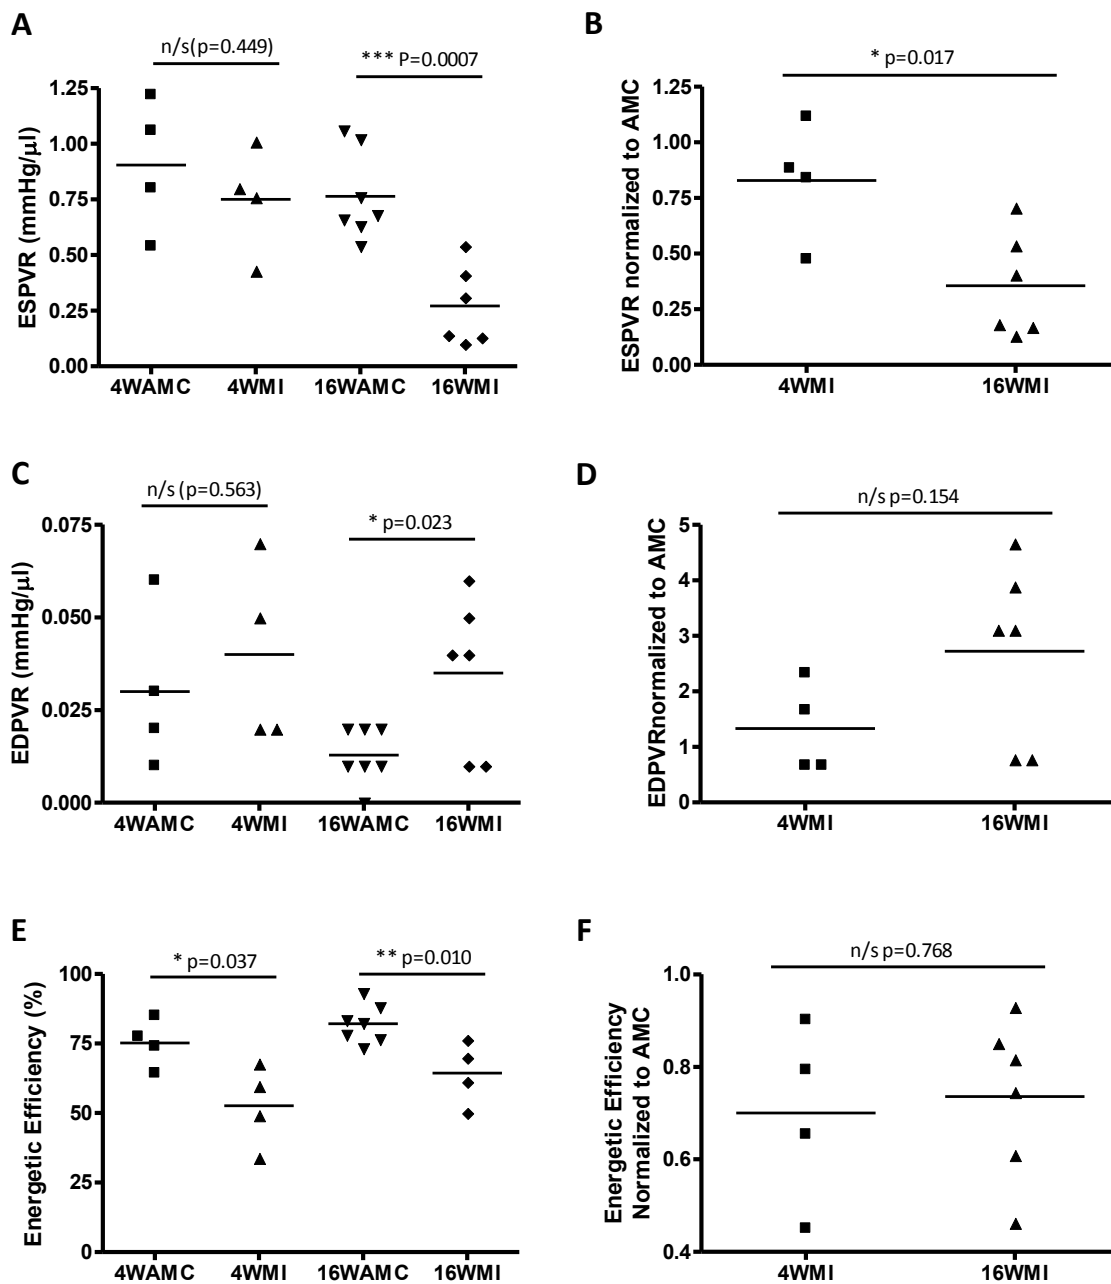 A
n/s(p=0.449)
*** P=0.0007
ESPVR (mmHg/μl)
1.25
1.00
0.75
0.50
0.25
0.00
4WAMC 4WMI 16WAMC 16WMI
B
* p=0.017
ESPVR normalized to AMC
1.25
1.00
0.75
0.50
0.25
0.00
4WMI 16WMI
C
n/s (p=0.563)
* p=0.023
EDPVR (mmHg/μl)
0.075
0.050
0.025
0.000
4WAMC 4WMI 16WAMC 16WMI
D
n/s p=0.154
EDPVRnormalized to AMC
5
4
3
2
1
0
4WMI 16WMI
E
* p=0.037
** p=0.010
Energetic Efficiency (%)
100
75
50
25
0
4WAMC 4WMI 16WAMC 16WMI
F
n/s p=0.768
Energetic Efficiency
Normalized to AMC
1.0
0.8
0.6
0.4
4WMI 16WMI